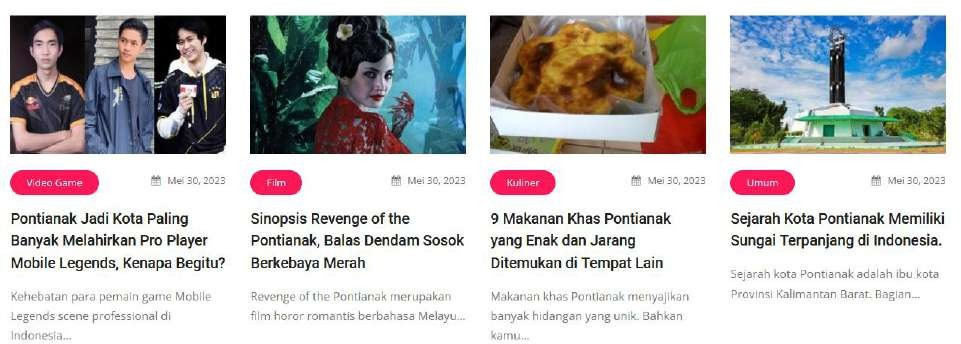 Video Game
Mei 30, 2023
Pontianak Jadi Kota Paling
Banyak Melahirkan Pro Player
Mobile Legends, Kenapa Begitu?
Kehebatan para pemain game Mobile
Legends scene professional di
Indonesia...
Film
Mei 30, 2023
Sinopsis Revenge of the
Pontianak, Balas Dendam Sosok
Berkebaya Merah
Revenge of the Pontianak merupakan
film horor romantis berbahasa Melayu...
Kuliner
Mei 30, 2023
9 Makanan Khas Pontianak
yang Enak dan Jarang
Ditemukan di Tempat Lain
Makanan khas Pontianak menyajikan
banyak hidangan yang unik. Bahkan
kamu...
Umum
Mei 30, 2023
Sejarah Kota Pontianak Memiliki
Sungai Terpanjang di Indonesia.
Sejarah kota Pontianak adalah ibu kota
Provinsi Kalimantan Barat. Bagian...